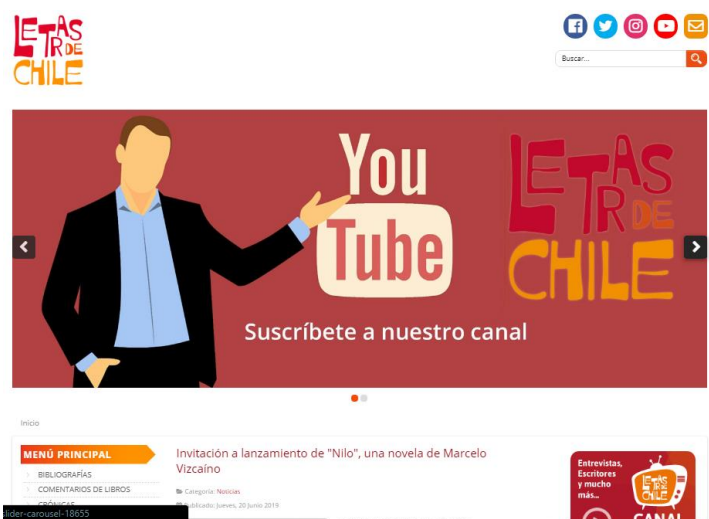 LETRAS
DE
CHILE
Buscar...
You
Tube
LETRAS
DE
CHILE
Suscríbete a nuestro canal
Inicio
MENÚ PRINCIPAL
BIBLIOGRAFÍAS
COMENTARIOS DE LIBROS
CRÓNICAS
Invitación a lanzamiento de "Nilo", una novela de Marcelo
Vizcaíno
Categoría: Noticias
Publicado: Jueves, 20 Junio 2019
Entrevistas,
Escritores
y mucho
más...
LETRAS
DE
CHILE
CANAL
slider-carousel-18655